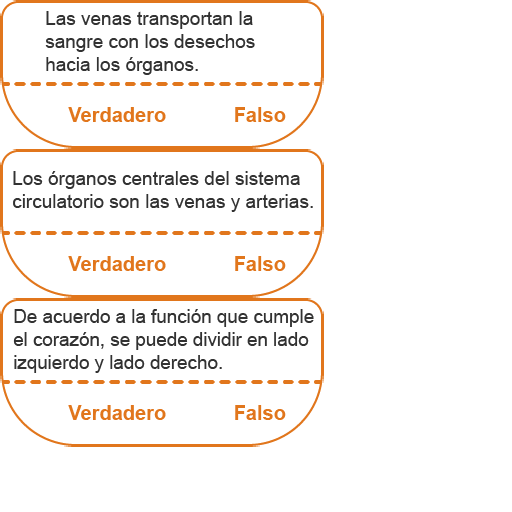 Las venas transportan la
sangre con los desechos
hacia los órganos.
Verdadero Falso
Los órganos centrales del sistema
circulatorio son las venas y arterias.
Verdadero Falso
De acuerdo a la función que cumple
el corazón, se puede dividir en lado
izquierdo y lado derecho.
Verdadero Falso